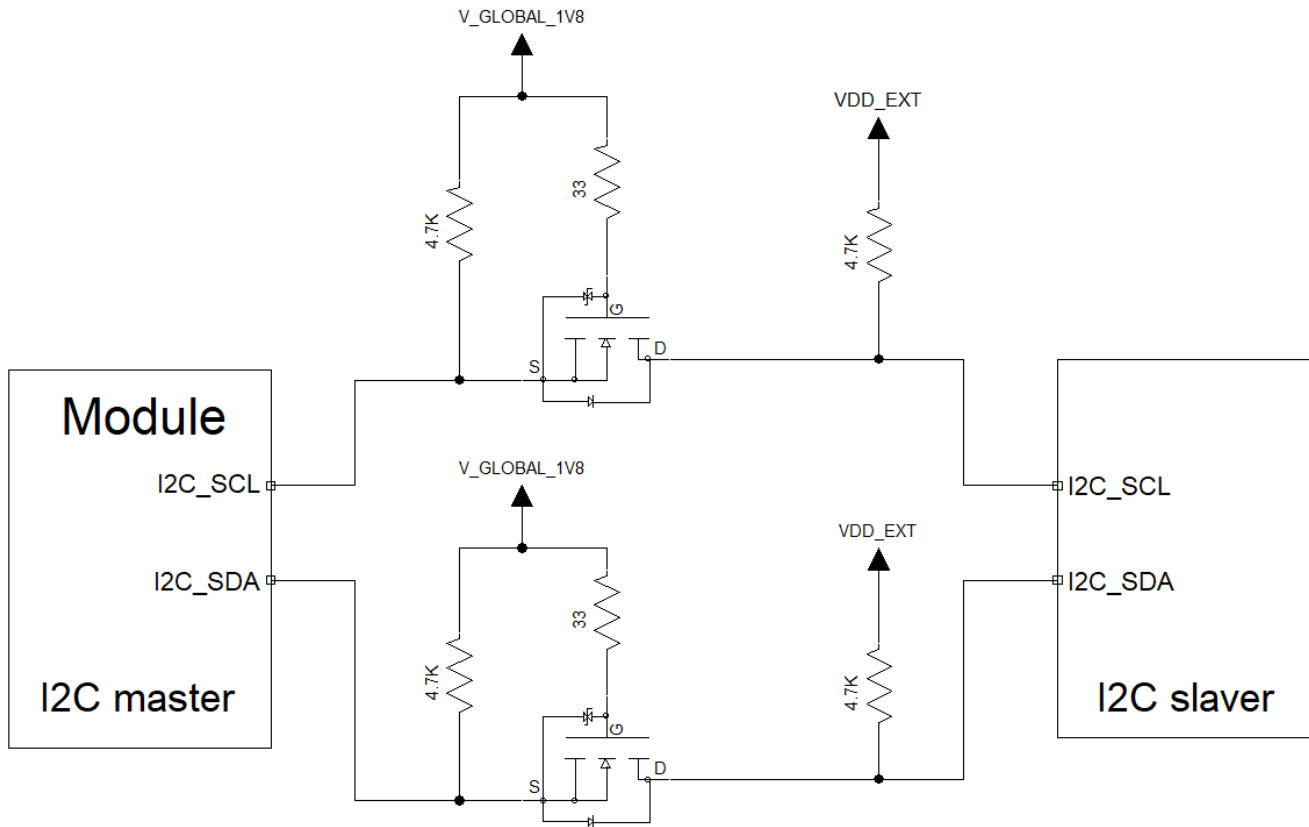 V_GLOBAL_1V8
VDD_EXT
33
4.7K
4.7K
G
D
S
Module
I2C_SCL
I2C_SCL
V_GLOBAL_1V8
VDD_EXT
I2C_SDA
I2C_SDA
33
4.7K
4.7K
I2C master
I2C slaver
G
D
S